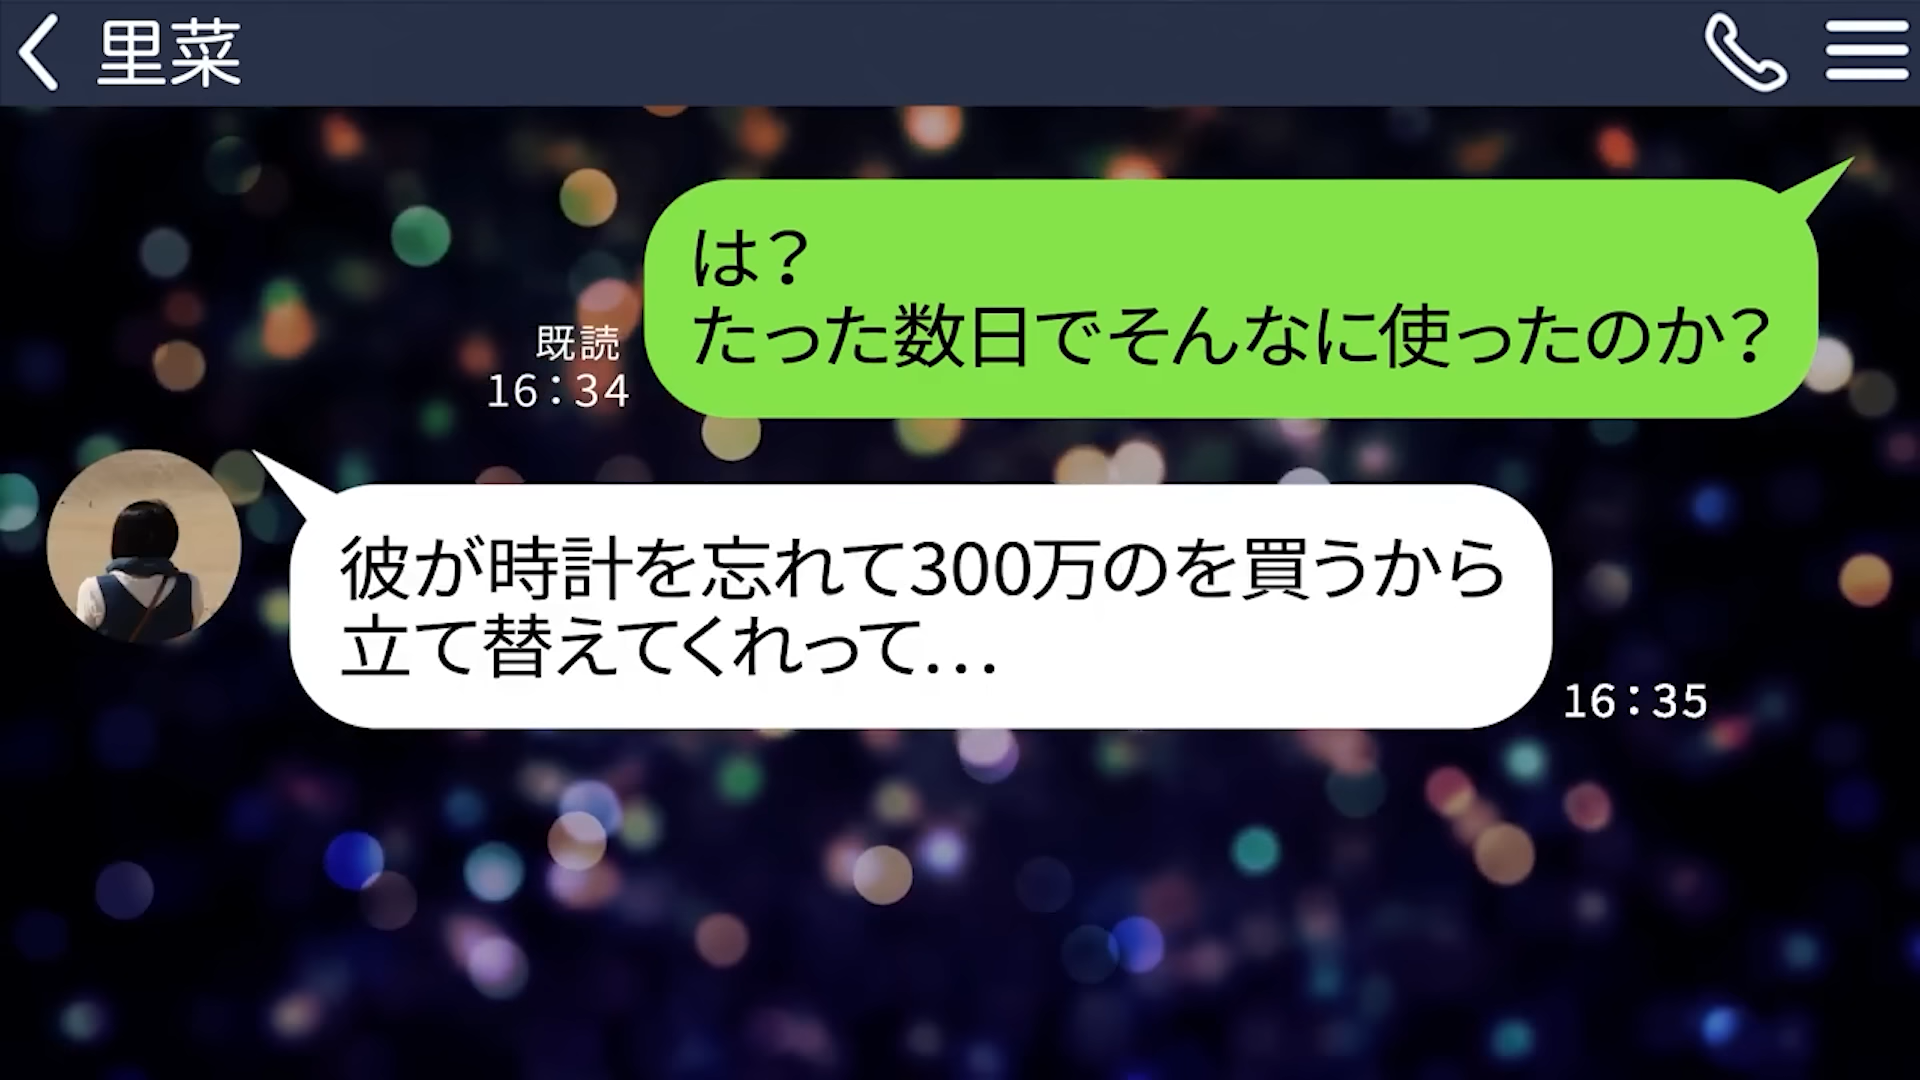 里菜
は？
たった数日でそんなに使ったのか？
既読
16：34
彼が時計を忘れて300万のを買うから
立て替えてくれって…
16：35